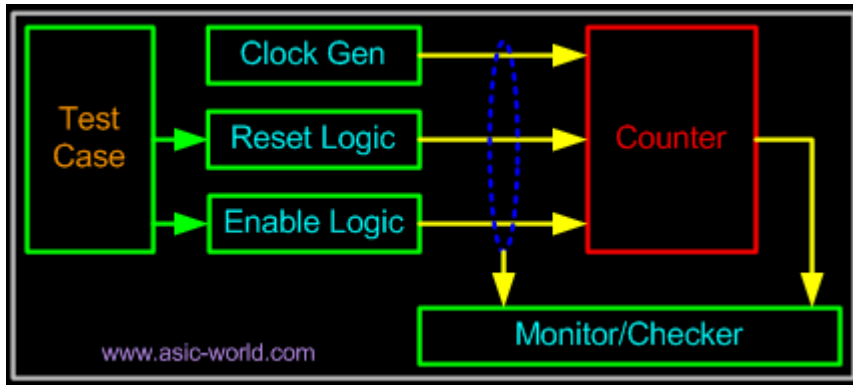 Clock Gen
Test
Case
Reset Logic
Counter
Enable Logic
Monitor/Checker
www.asic-world.com